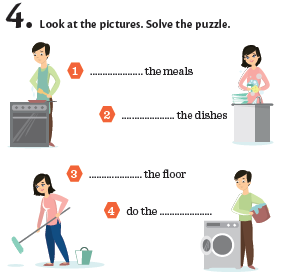 4. Look at the pictures. Solve the puzzle.
1 .................... the meals
2 .................... the dishes
3 .................... the floor
4 do the ....................